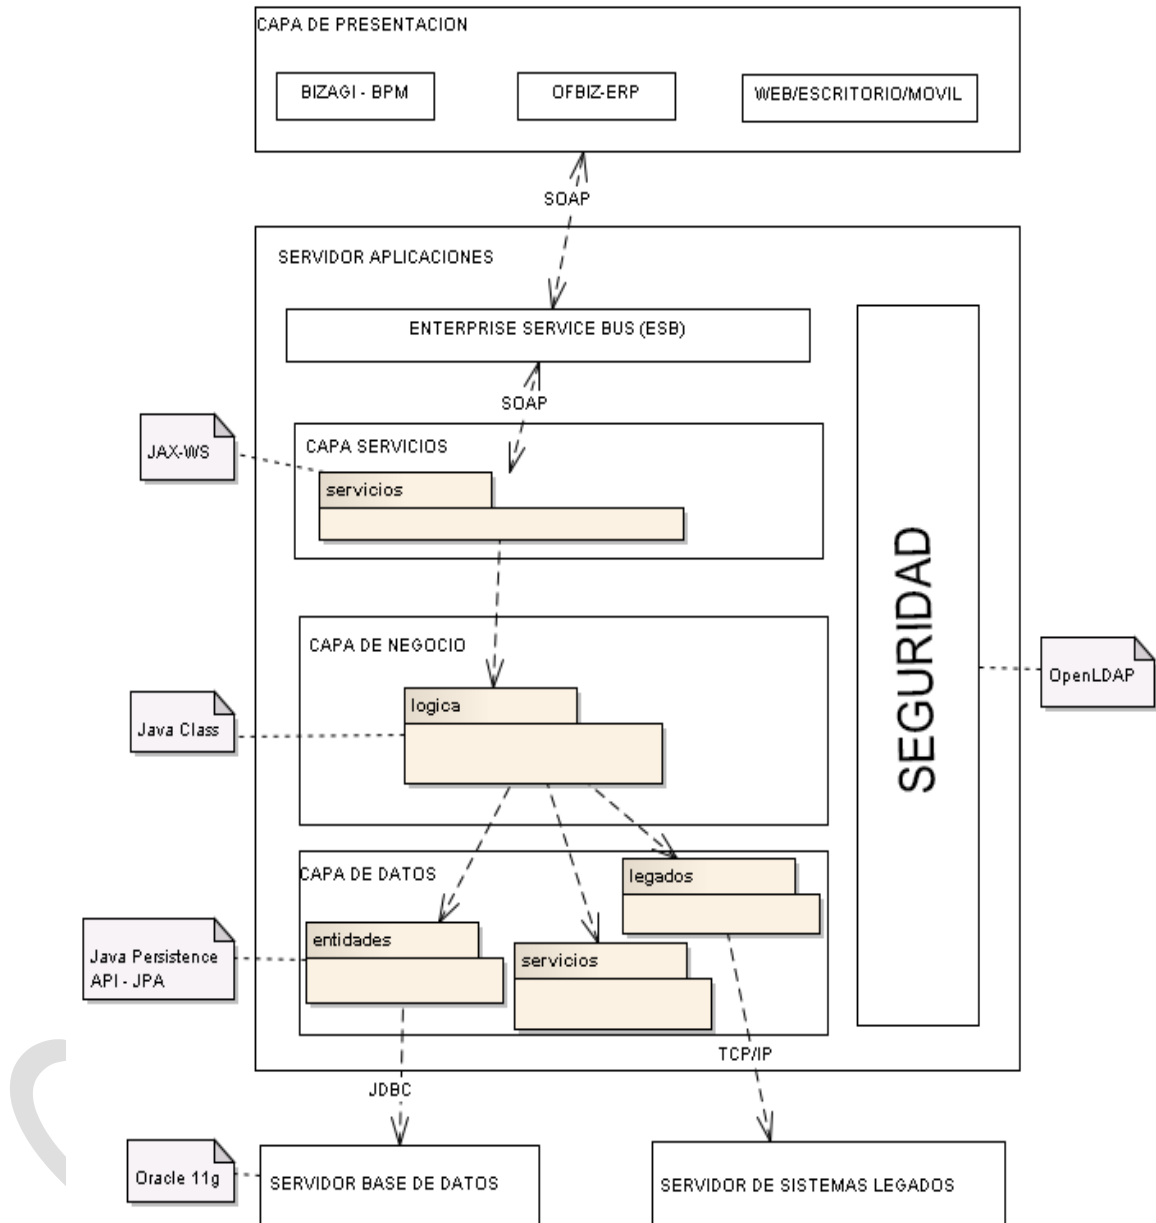 CAPA DE PRESENTACION
BIZAGI - BPM
OFBIZ-ERP
WEB/ESCRITORIO/MOVIL
SOAP
SERVIDOR APLICACIONES
ENTERPRISE SERVICE BUS (ESB)
SOAP
CAPA SERVICIOS
JAX-WS
servicios
SEGURIDAD
CAPA DE NEGOCIO
OpenLDAP
logica
Java Class
CAPA DE DATOS
legados
entidades
Java Persistence
API - JPA
servicios
TCP/IP
JDBC
Oracle 11g
SERVIDOR BASE DE DATOS
SERVIDOR DE SISTEMAS LEGADOS